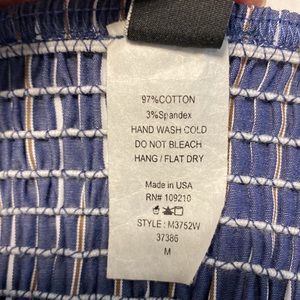 97%COTTON
3%Spandex
HAND WASH COLD
DO NOT BLEACH
HANG / FLAT DRY
Made in USA
RN# 109210
STYLE : M3752W
37386
M